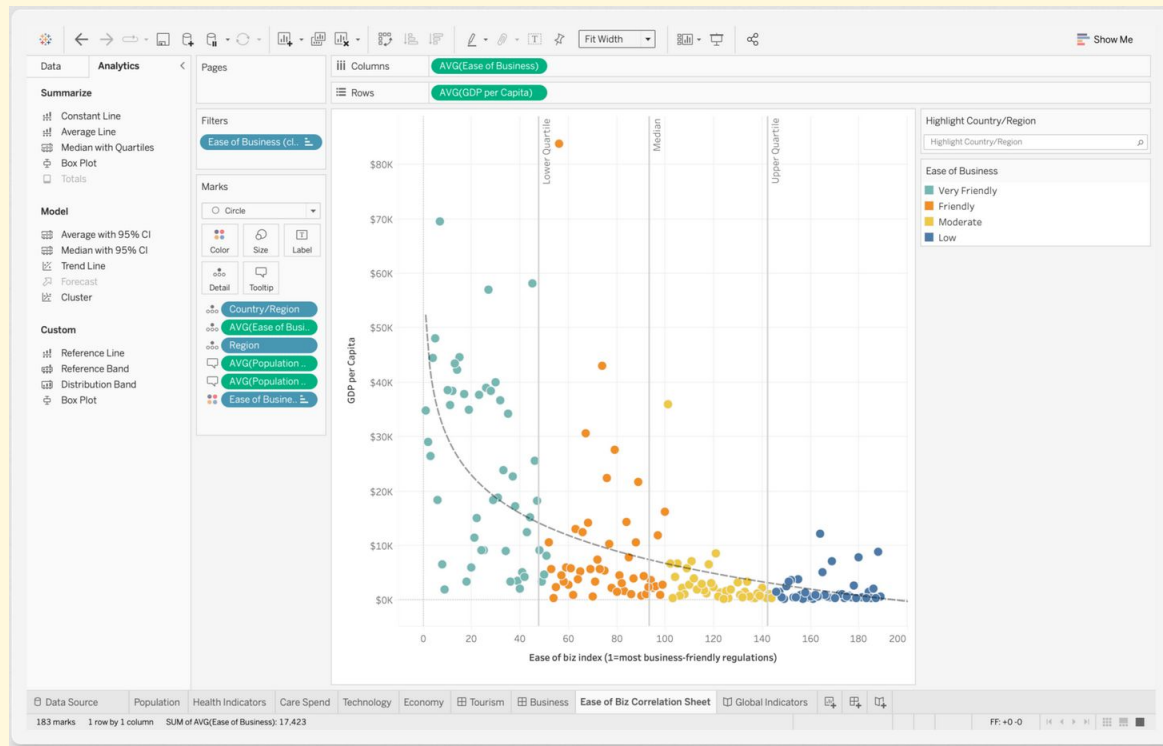 Fit Width
Show Me
Data
Analytics
Summarize
Constant Line
Average Line
Median with Quartiles
Box Plot
Totals
Model
Average with 95% CI
Median with 95% CI
Trend Line
Forecast
Cluster
Custom
Reference Line
Reference Band
Distribution Band
Box Plot
Pages
Filters
Ease of Business (cl..
Marks
Circle
Color
Size
Label
Detail
Tooltip
Country/Region
AVG(Ease of Busi..
Region
AVG(Population ..
AVG(Population ..
Ease of Busine..
Columns
AVG(Ease of Business)
Rows
AVG(GDP per Capita)
Lower Quartile
Median
Upper Quartile
GDP per Capita
$80K
$70K
$60K
$50K
$40K
$30K
$20K
$10K
$0K
0 20 40 60 80 100 120 140 160 180 200
Ease of biz index (1=most business-friendly regulations)
Highlight Country/Region
Highlight Country/Region
Ease of Business
Very Friendly
Friendly
Moderate
Low
Data Source Population Health Indicators Care Spend Technology Economy Tourism Business Ease of Biz Correlation Sheet Global Indicators
183 marks 1 row by 1 column SUM of AVG(Ease of Business): 17,423 FF: +0 -0